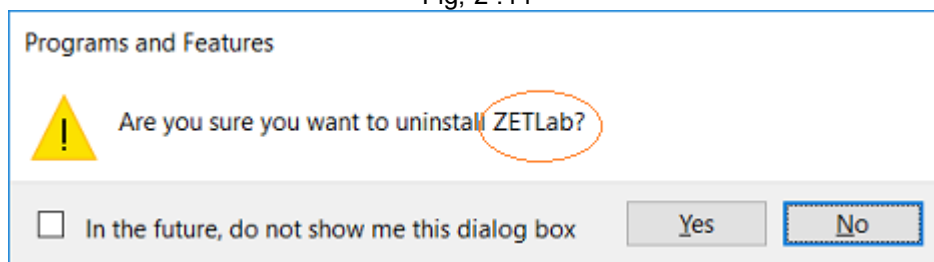 Programs and Features
Are you sure you want to uninstall ZETLab?
In the future, do not show me this dialog box
Yes
No